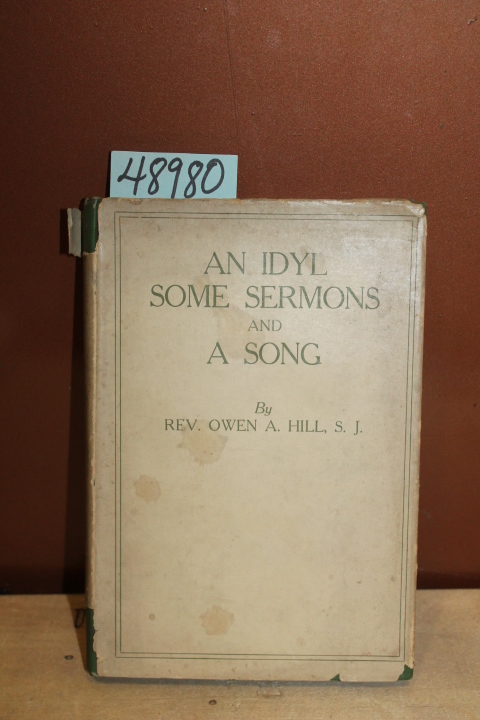 48980
AN IDYL
SOME SERMONS
AND
A SONG
By
REV. OWEN A. HILL, S. J.